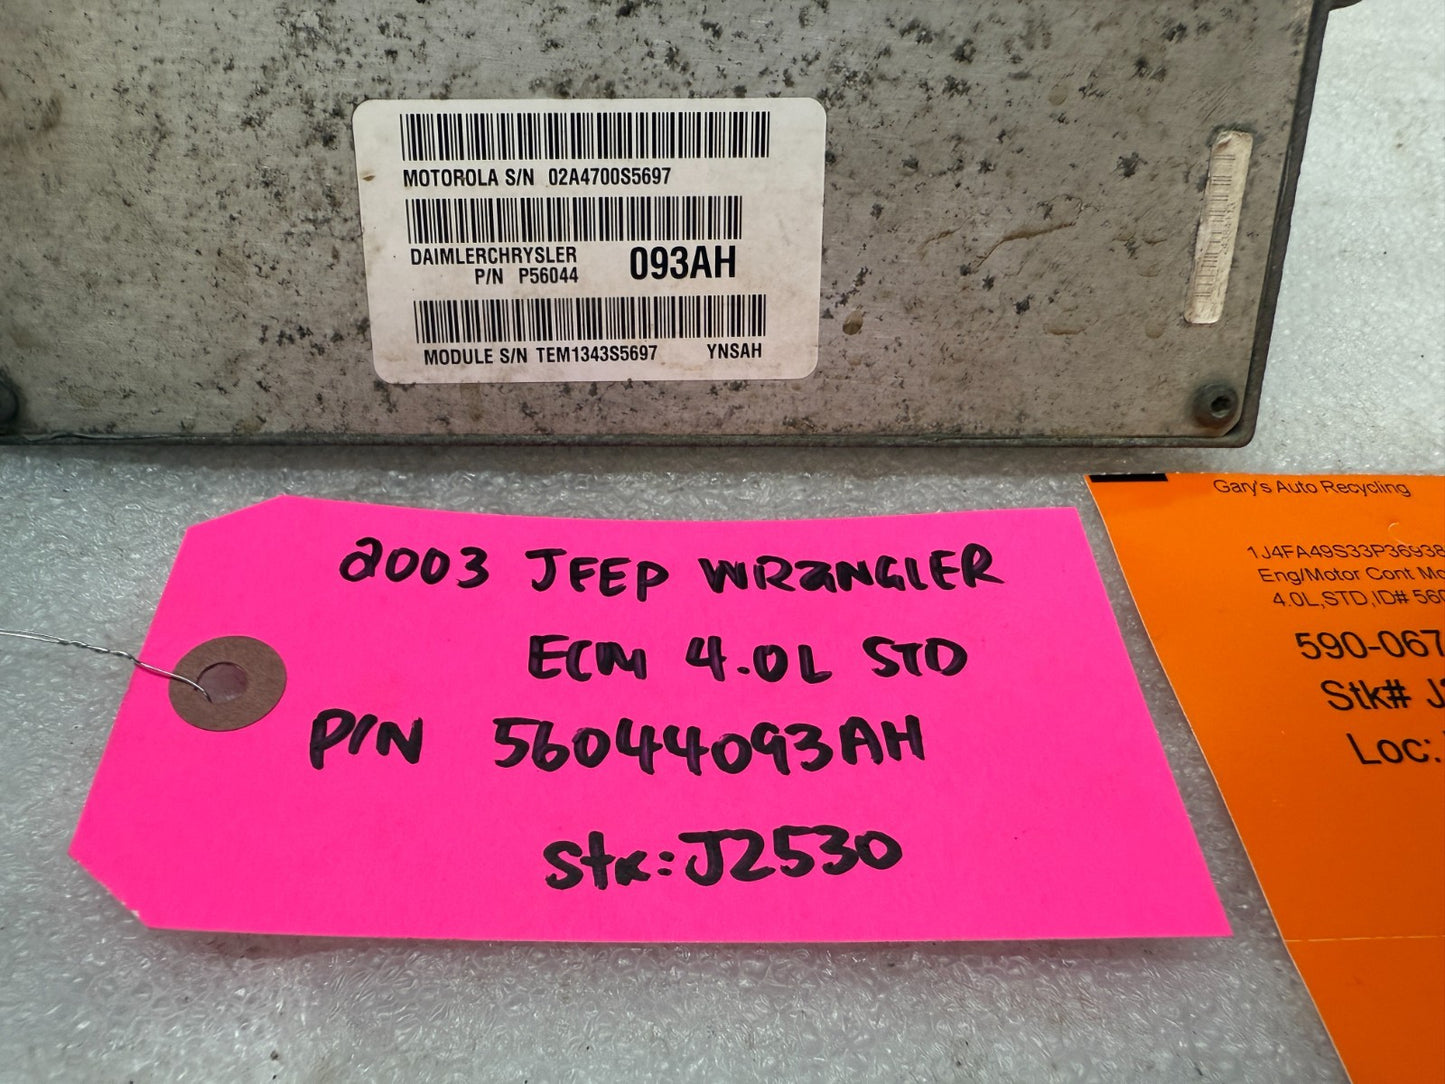 MOTOROLA S/N 02A4700S5697
DAIMLERCHRYSLER
P/N P56044 093AH
MODULE S/N TEM1343S5697 YNSAH
2003 JEEP WRANGLER
ECM 4.0L STD
P/N 56044093AH
Stk: J2530
Gary's Auto Recycling
1J4FA49S33P36938
Eng/Motor Cont Mo
4.0L,STD,ID# 560
590-067
Stk# J
Loc: